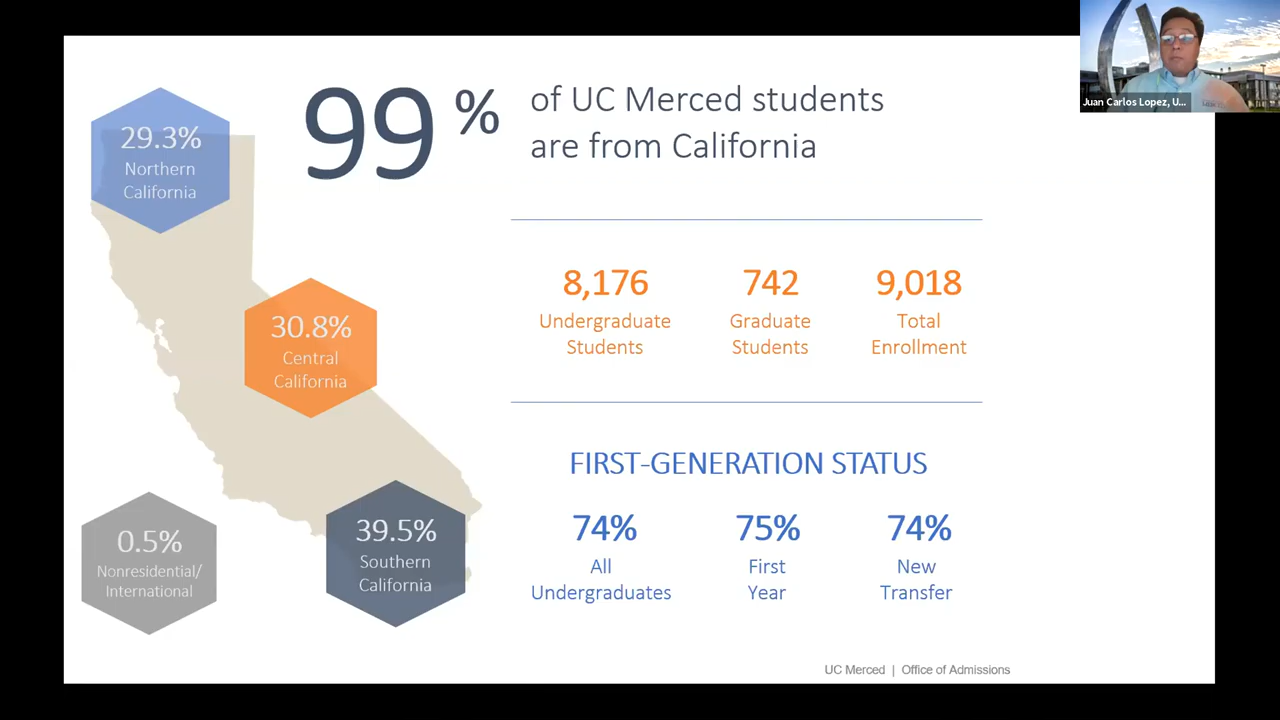 99 %
of UC Merced students
are from California
29.3%
Northern
California
30.8%
Central
California
39.5%
Southern
California
0.5%
Nonresidential/
International
8,176
Undergraduate
Students
742
Graduate
Students
9,018
Total
Enrollment
FIRST-GENERATION STATUS
74%
All
Undergraduates
75%
First
Year
74%
New
Transfer
UC Merced | Office of Admissions
Juan Carlos Lopez, U...